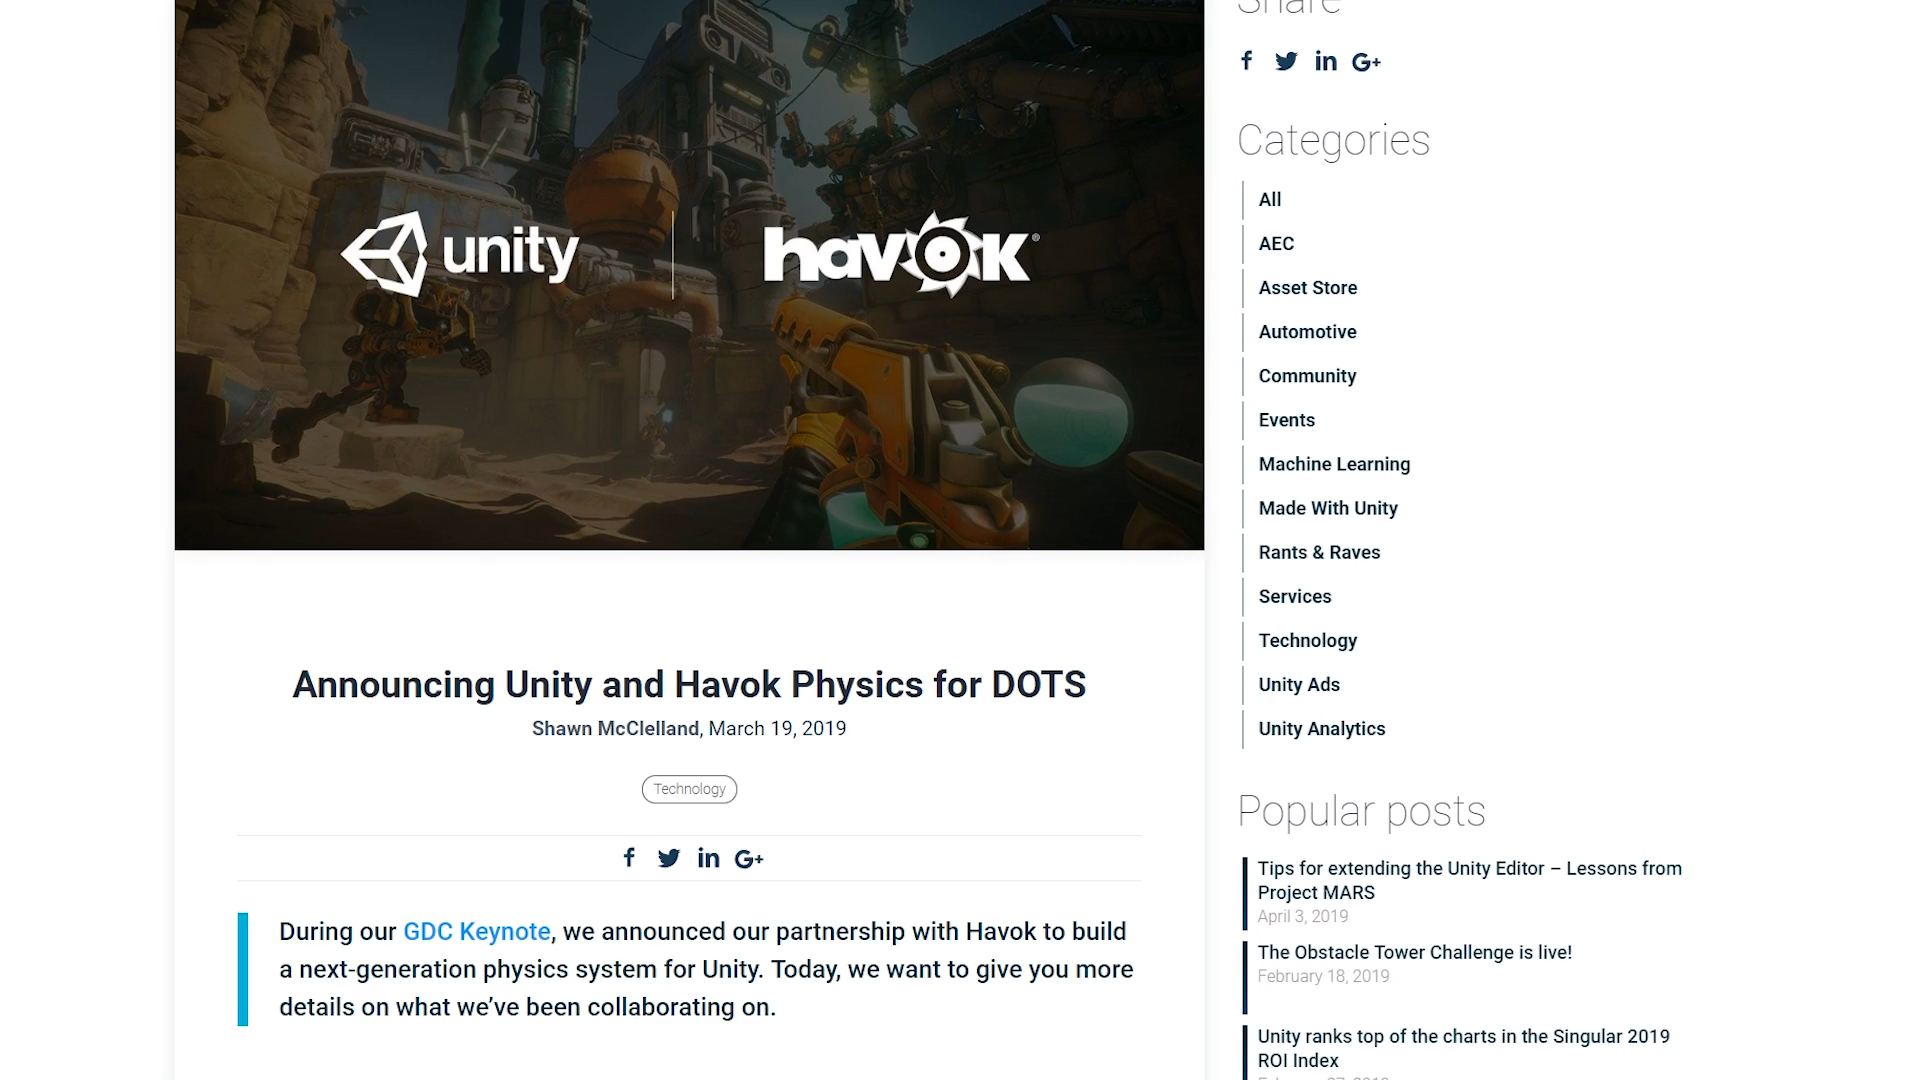 unity
havok®
Announcing Unity and Havok Physics for DOTS
Shawn McClelland, March 19, 2019
Technology
f in G+
During our GDC Keynote, we announced our partnership with Havok to build
a next-generation physics system for Unity. Today, we want to give you more
details on what we’ve been collaborating on.
Share
f in G+
Categories
All
AEC
Asset Store
Automotive
Community
Events
Machine Learning
Made With Unity
Rants & Raves
Services
Technology
Unity Ads
Unity Analytics
Popular posts
Tips for extending the Unity Editor – Lessons from
Project MARS
April 3, 2019
The Obstacle Tower Challenge is live!
February 18, 2019
Unity ranks top of the charts in the Singular 2019
ROI Index